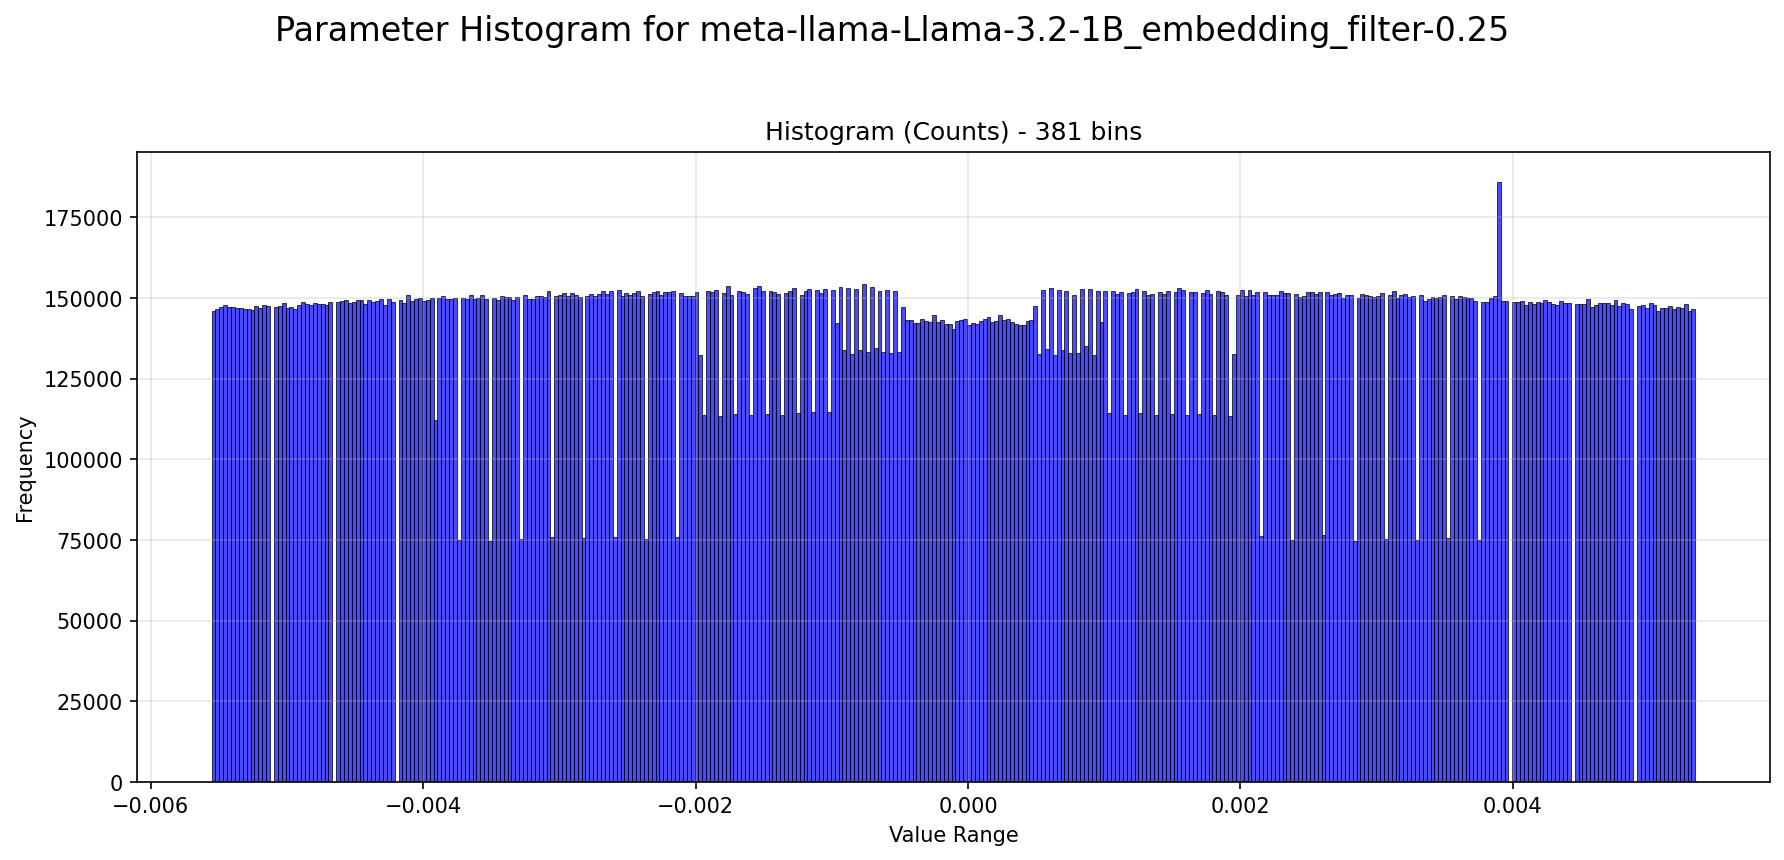 Parameter Histogram for meta-llama-Llama-3.2-1B_embedding_filter-0.25
Histogram (Counts) - 381 bins
Frequency
175000
150000
125000
100000
75000
50000
25000
0
−0.006 −0.004 −0.002 0.000 0.002 0.004
Value Range